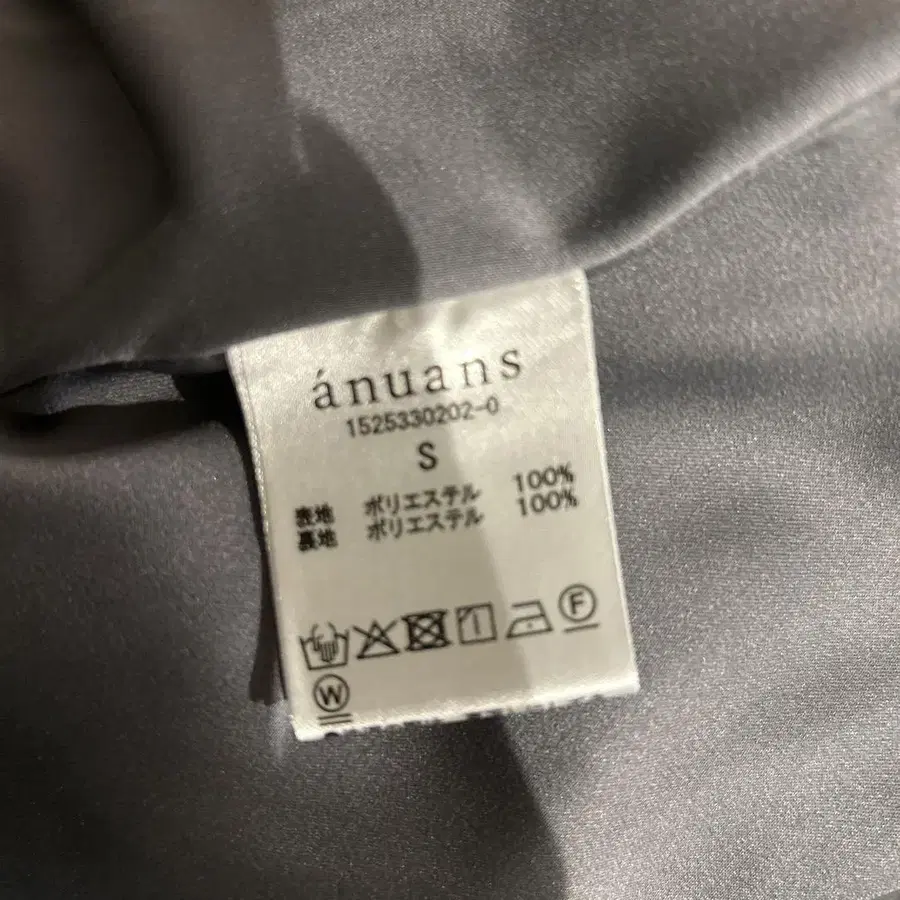 ánuans
1525330202-0
S
表地 ポリエステル 100%
裏地 ポリエステル 100%
F
W